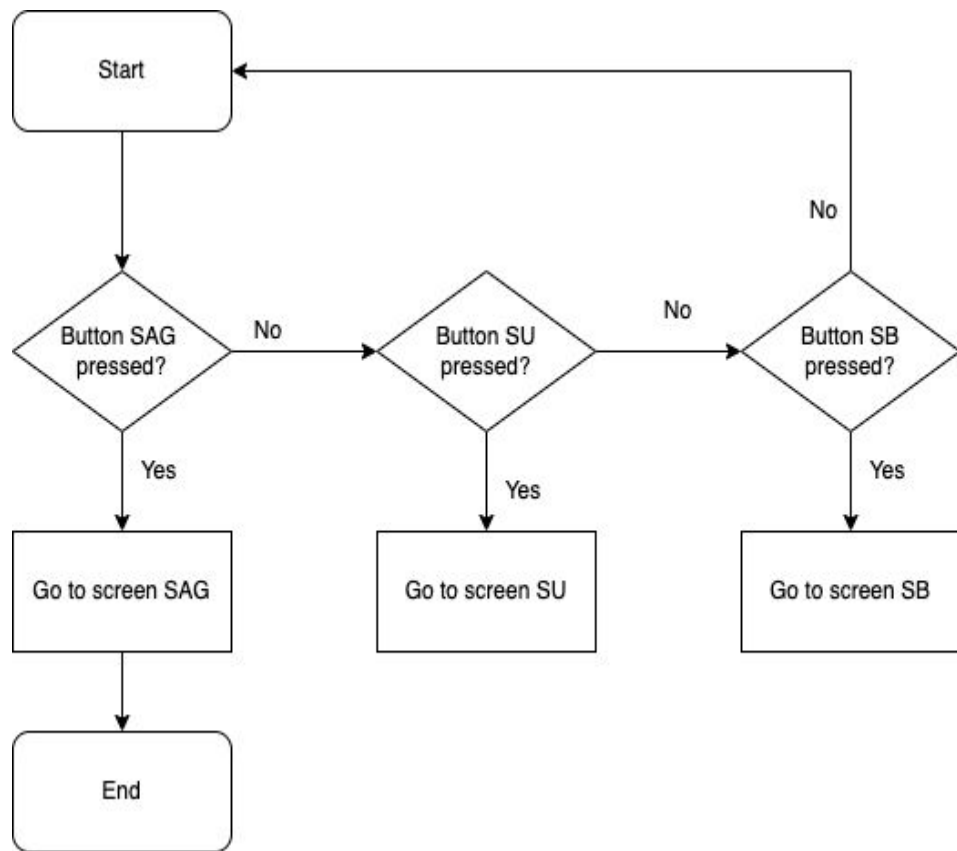 Start
No
Button SAG
pressed?
No
Button SU
pressed?
No
Button SB
pressed?
Yes
Yes
Yes
Go to screen SAG
Go to screen SU
Go to screen SB
End